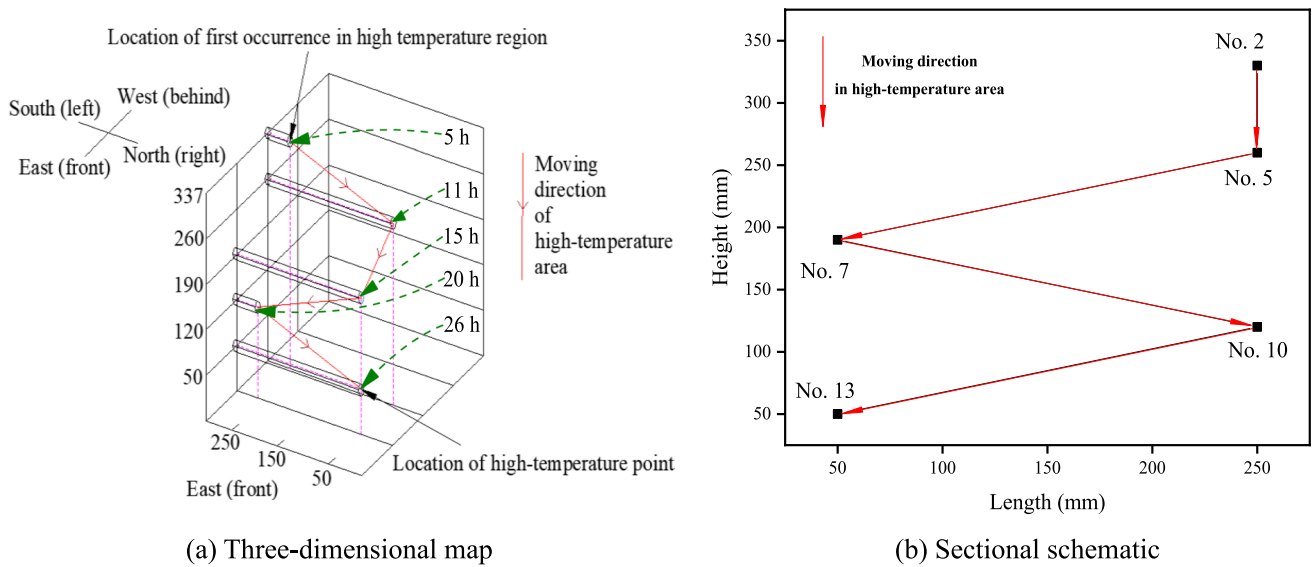 Location of first occurrence in high temperature region
West (behind)
South (left)
East (front)
North (right)
5 h
11 h
15 h
20 h
26 h
Moving
direction
of
high-temperature
area
337
260
190
120
50
250
150
50
East (front)
Location of high-temperature point
(a) Three-dimensional map
350
300
250
200
150
100
50
Height (mm)
Moving direction
in high-temperature area
No. 2
No. 5
No. 7
No. 10
No. 13
50
100
150
200
250
Length (mm)
(b) Sectional schematic